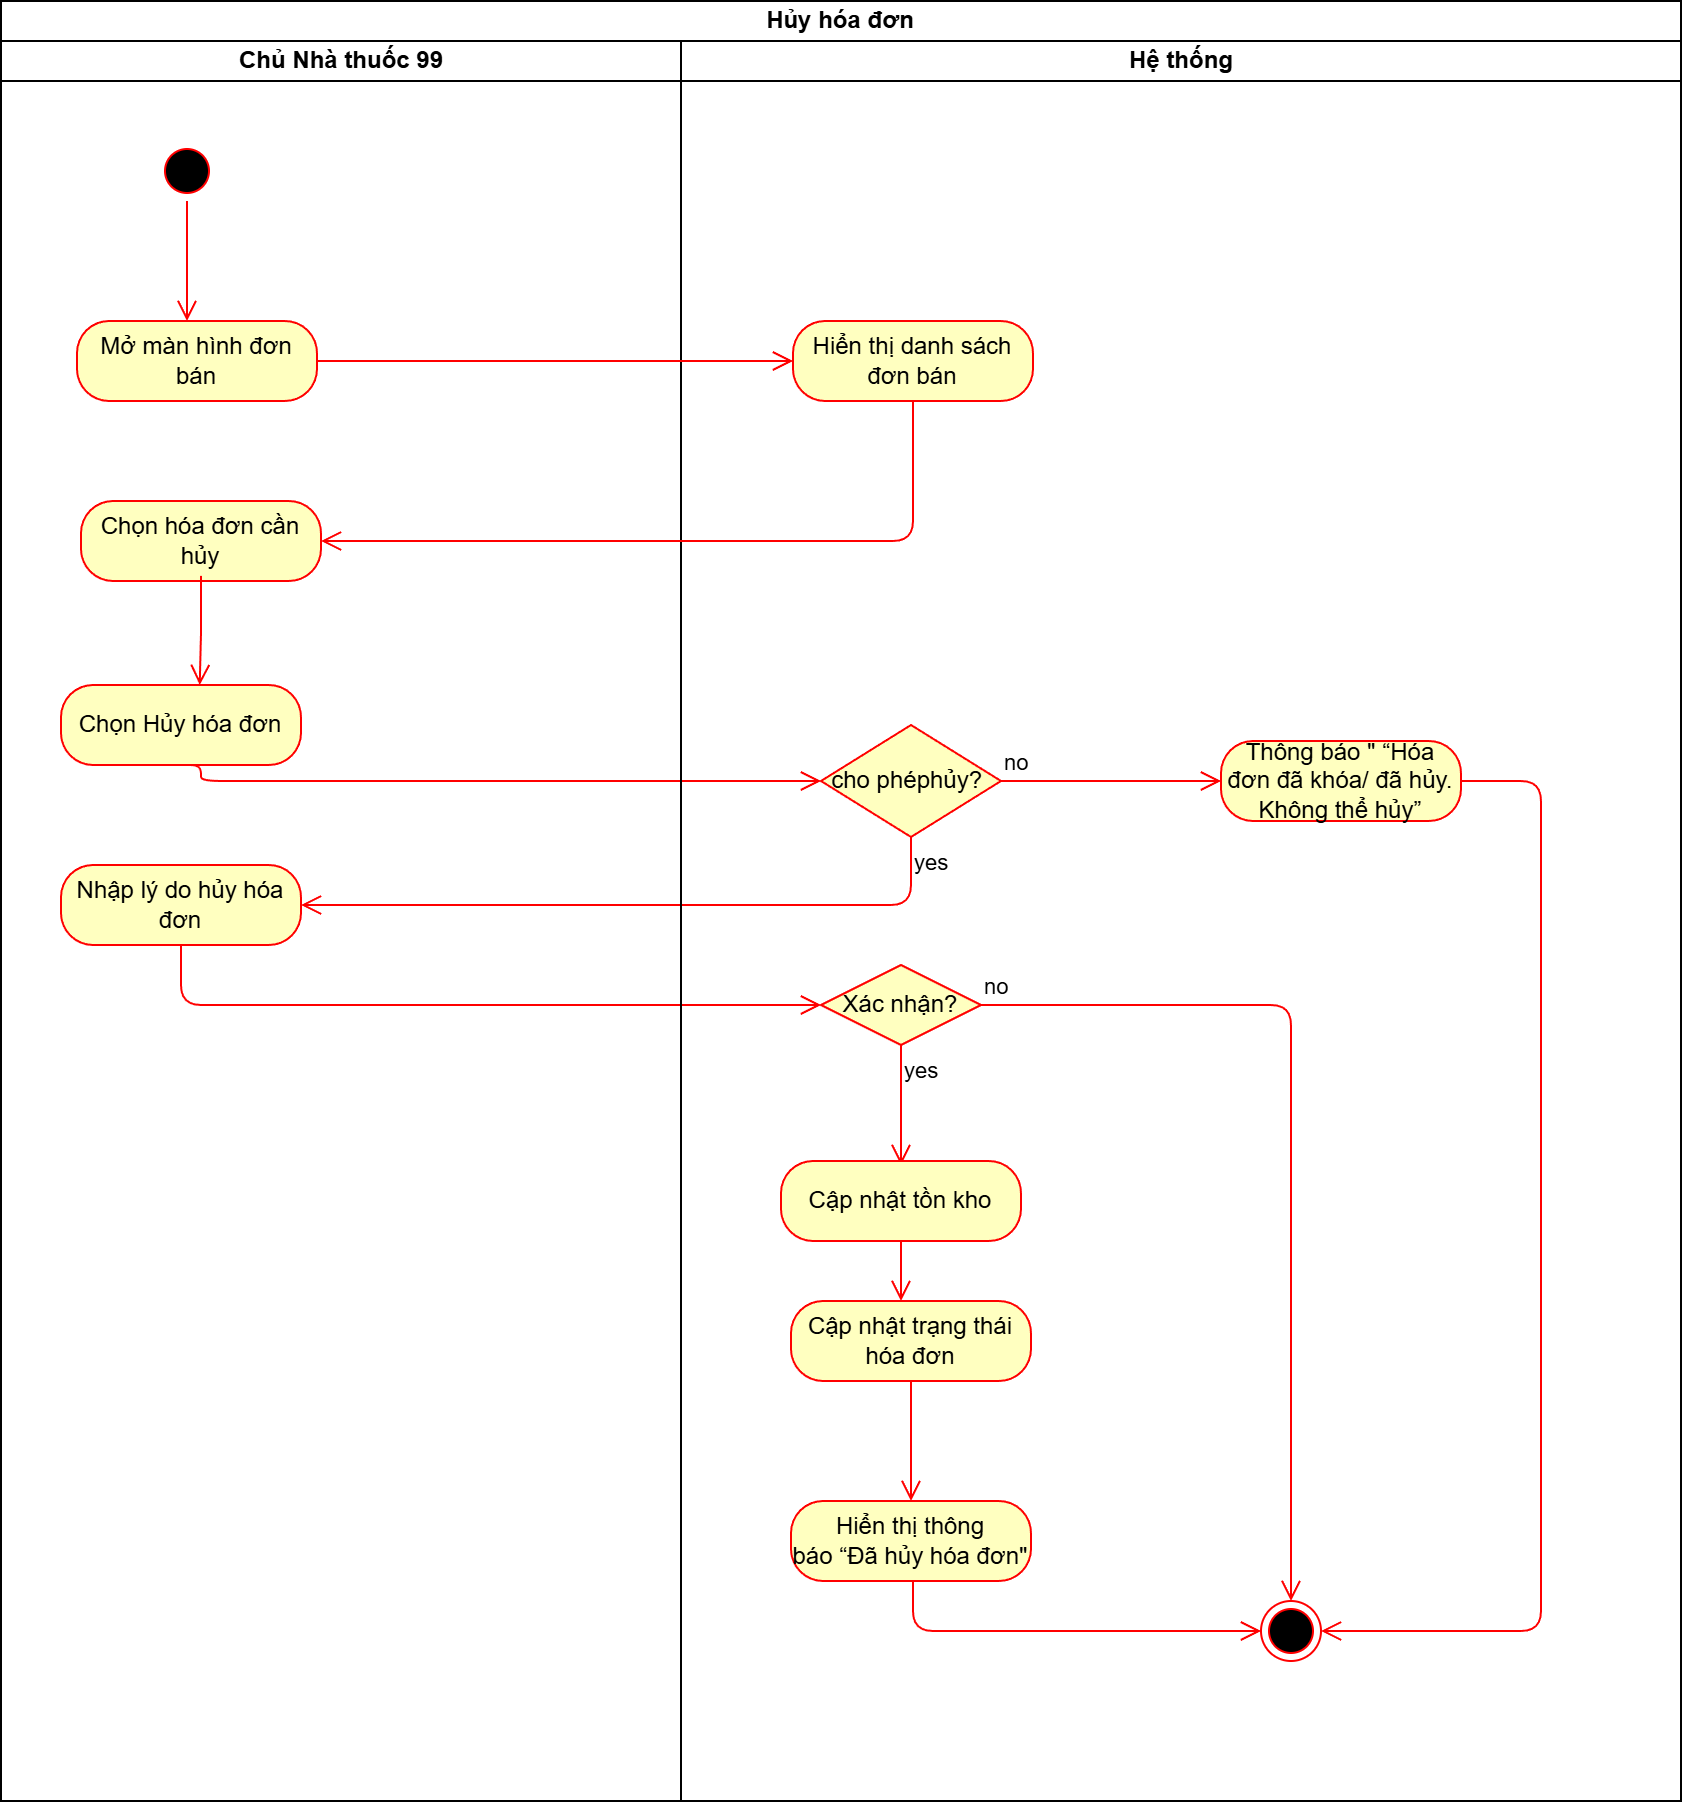 Hủy hóa đơn
Chủ Nhà thuốc 99
Hệ thống
Mở màn hình đơn
bán
Hiển thị danh sách
đơn bán
Chọn hóa đơn cần
hủy
Chọn Hủy hóa đơn
cho phéphủy?
no
Thông báo " “Hóa
đơn đã khóa/ đã hủy.
Không thể hủy”
yes
Nhập lý do hủy hóa
đơn
Xác nhận?
no
yes
Cập nhật tồn kho
Cập nhật trạng thái
hóa đơn
Hiển thị thông
báo “Đã hủy hóa đơn"